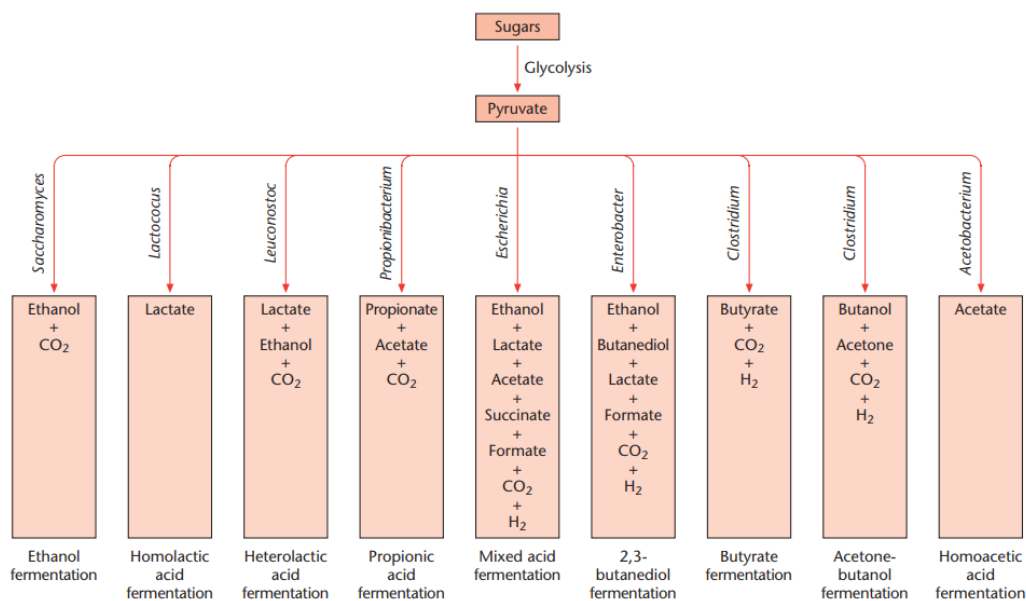 Sugars
Glycolysis
Pyruvate
Saccharomyces
Lactococus
Leuconostoc
Propionibacterium
Escherichia
Enterobacter
Clostridium
Clostridium
Acetobacterium
Ethanol
+
CO₂
Lactate
Lactate
+
Ethanol
+
CO₂
Propionate
+
Acetate
+
CO₂
Ethanol
+
Lactate
+
Acetate
+
Succinate
+
Formate
+
CO₂
+
H₂
Ethanol
+
Butanediol
+
Lactate
+
Formate
+
CO₂
+
H₂
Butyrate
+
CO₂
+
H₂
Butanol
+
Acetone
+
CO₂
+
H₂
Acetate
Ethanol
fermentation
Homolactic
acid
fermentation
Heterolactic
acid
fermentation
Propionic
acid
fermentation
Mixed acid
fermentation
2,3-
butanediol
fermentation
Butyrate
fermentation
Acetone-
butanol
fermentation
Homoacetic
acid
fermentation